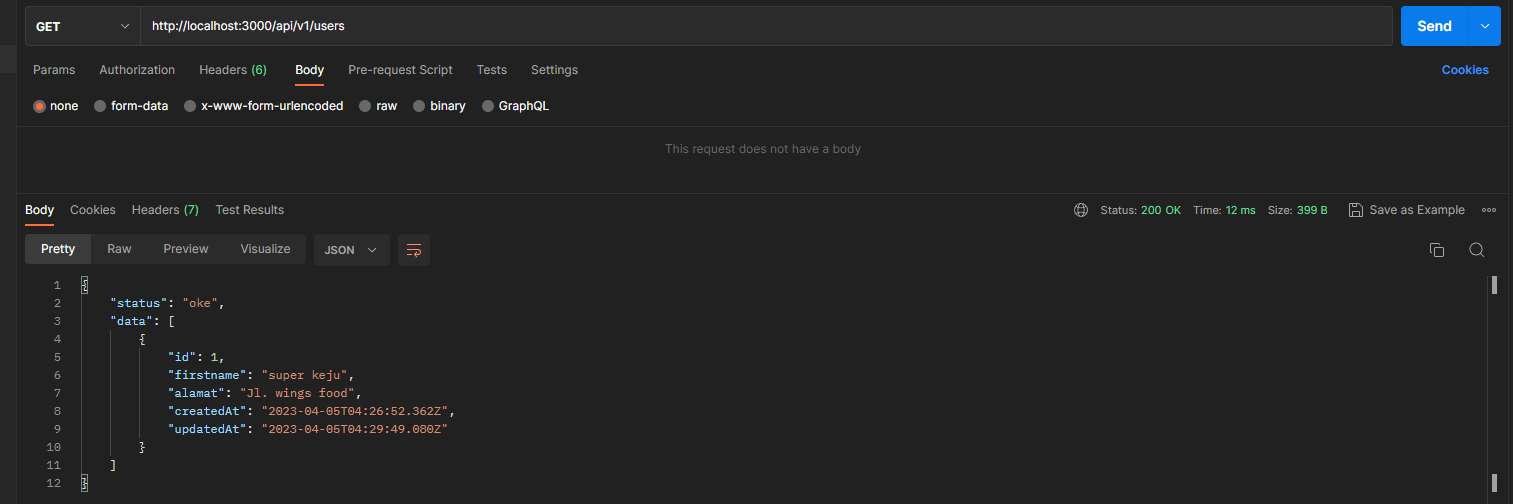 GET http://localhost:3000/api/v1/users Send
Params Authorization Headers (6) Body Pre-request Script Tests Settings Cookies
none form-data x-www-form-urlencoded raw binary GraphQL
This request does not have a body
Body Cookies Headers (7) Test Results Status: 200 OK Time: 12 ms Size: 399 B Save as Example
Pretty Raw Preview Visualize JSON
1 {
2 "status": "oke",
3 "data": [
4 {
5 "id": 1,
6 "firstname": "super keju",
7 "alamat": "Jl. wings food",
8 "createdAt": "2023-04-05T04:26:52.362Z",
9 "updatedAt": "2023-04-05T04:29:49.080Z"
10 }
11 ]
12 }